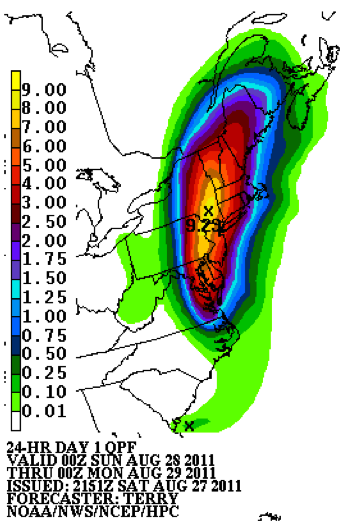 9.00
8.00
7.00
6.00
5.00
4.00
3.00
2.50
2.00
1.75
1.50
1.25
1.00
0.75
0.50
0.25
0.10
0.01
X
9.23
X
24-HR DAY 1 QPF
VALID 00Z SUN AUG 28 2011
THRU 00Z MON AUG 29 2011
ISSUED: 2151Z SAT AUG 27 2011
FORECASTER: TERRY
NOAA/NWS/NCEP/HPC